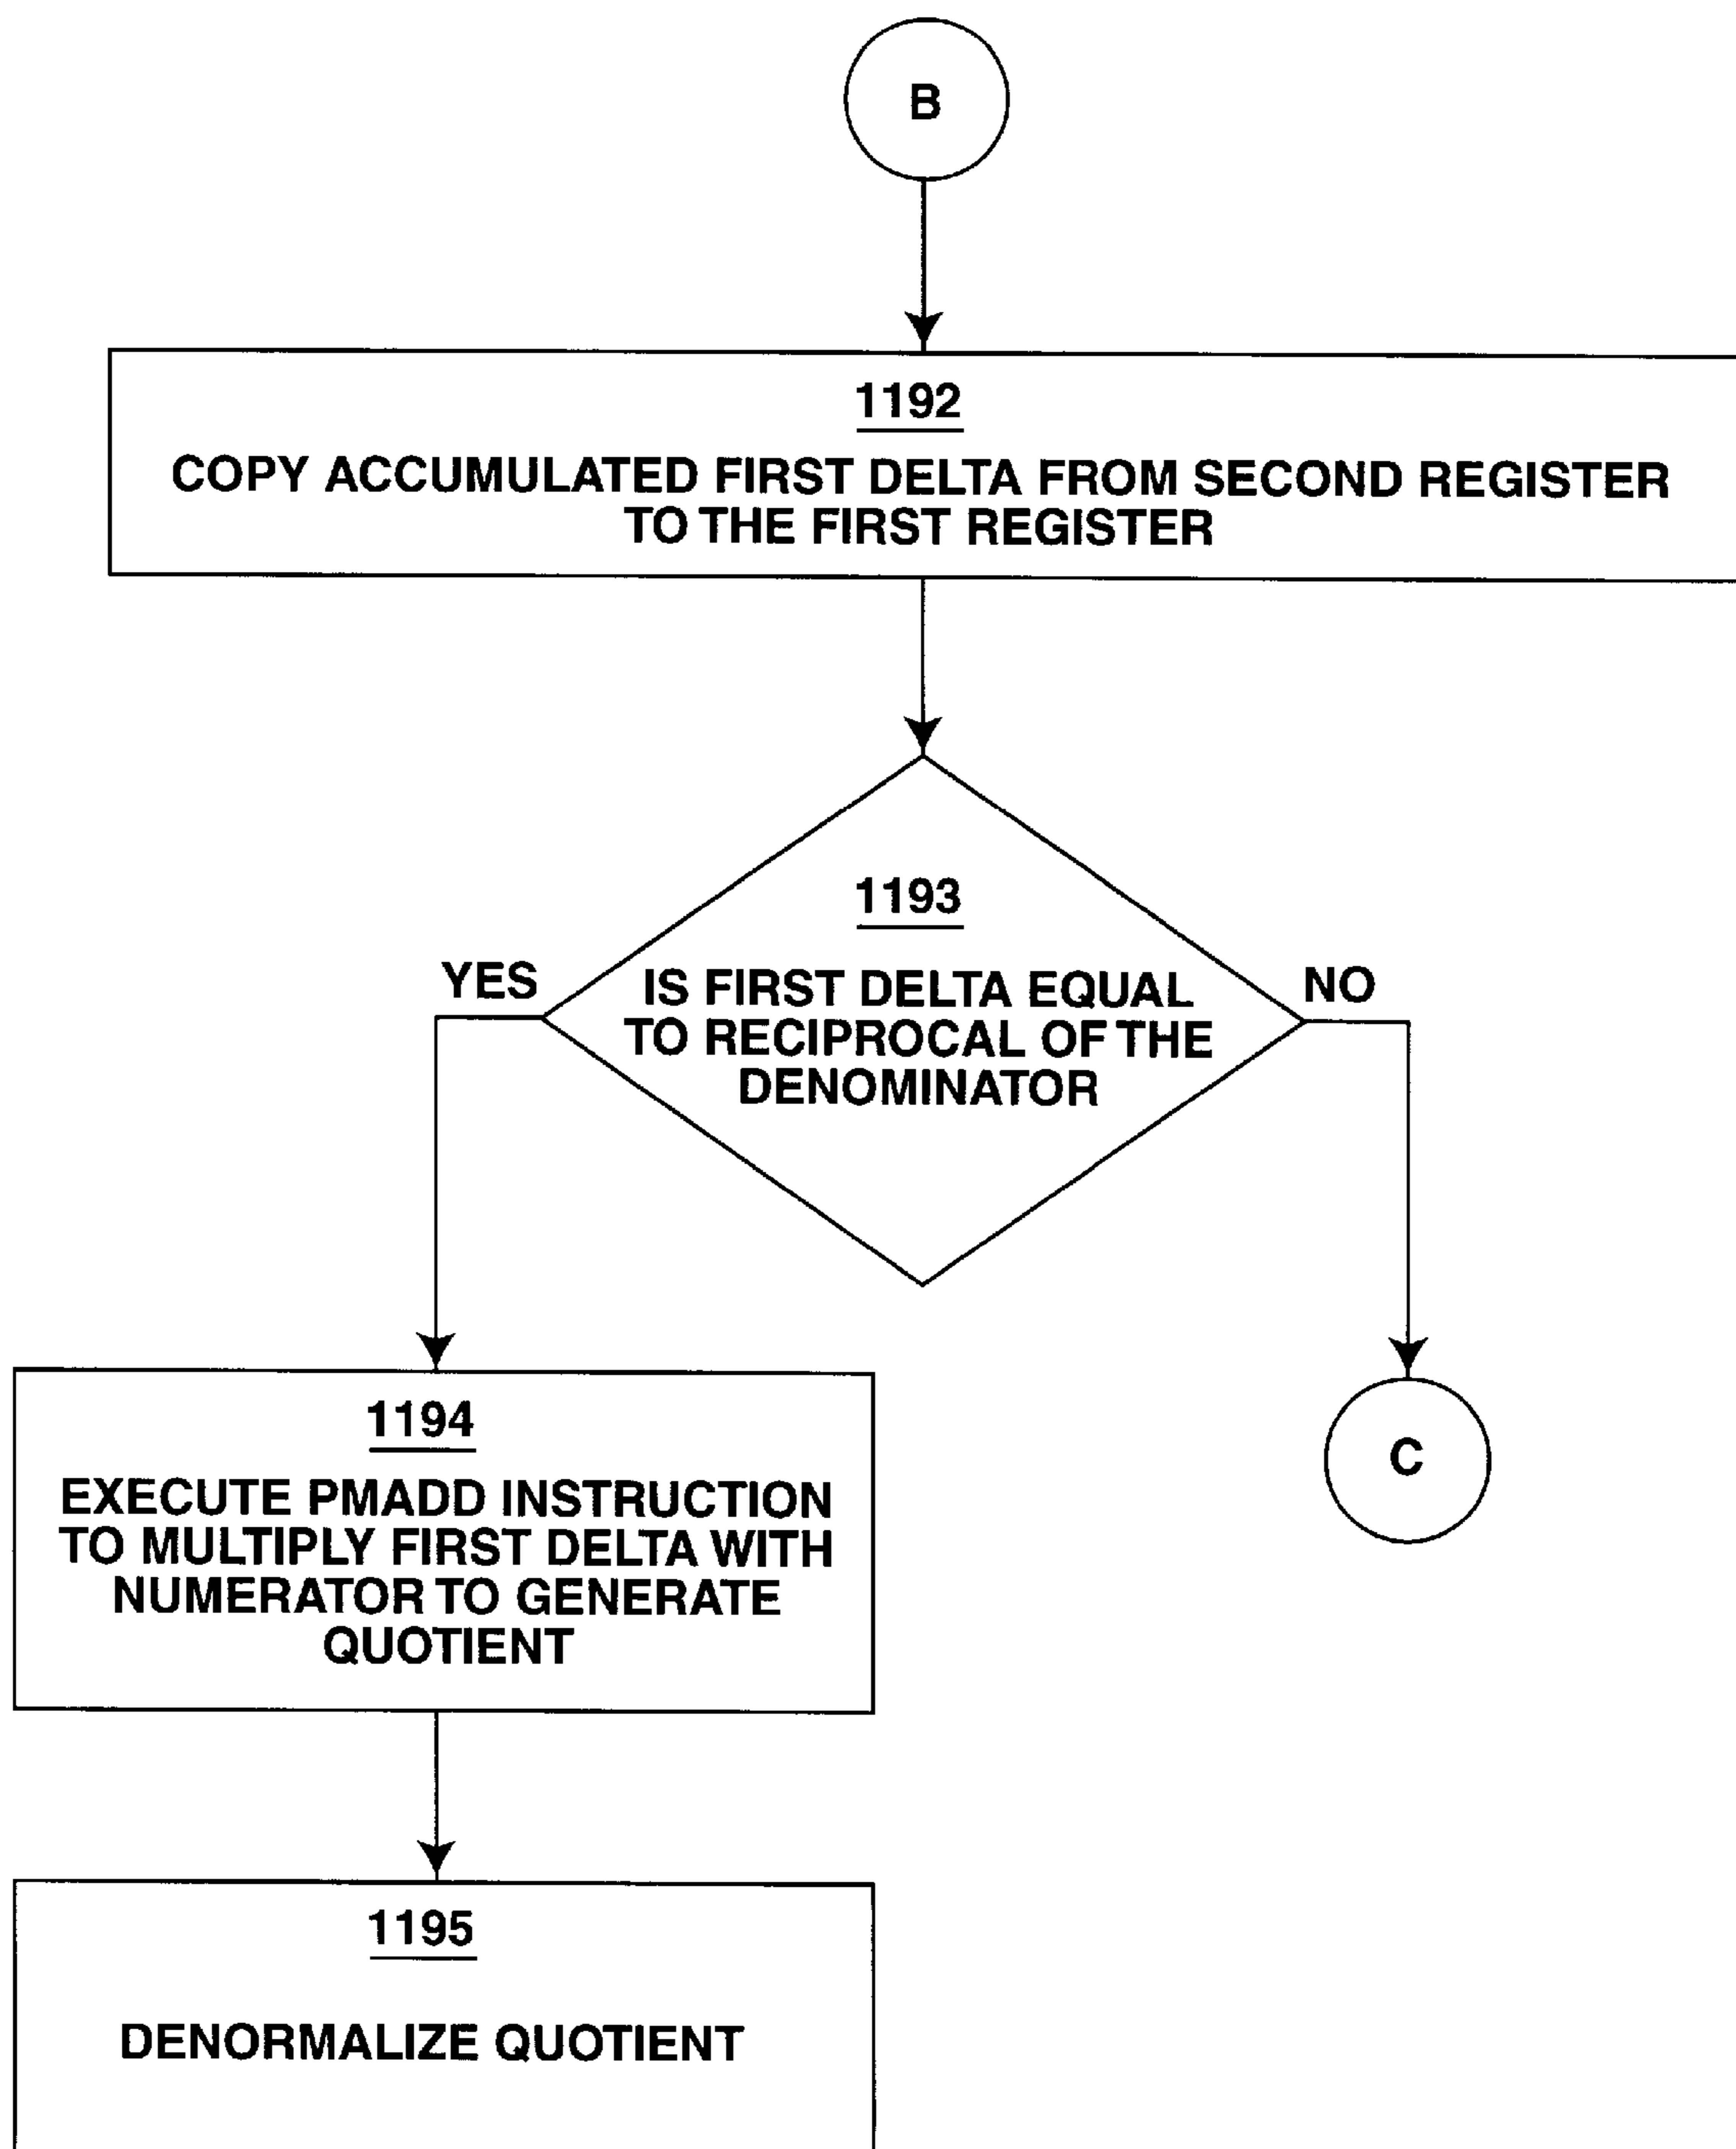 B
1192
COPY ACCUMULATED FIRST DELTA FROM SECOND REGISTER
TO THE FIRST REGISTER
1193
YES
NO
IS FIRST DELTA EQUAL
TO RECIPROCAL OF THE
DENOMINATOR
1194
EXECUTE PMADD INSTRUCTION
TO MULTIPLY FIRST DELTA WITH
NUMERATOR TO GENERATE
QUOTIENT
C
1195
DENORMALIZE QUOTIENT